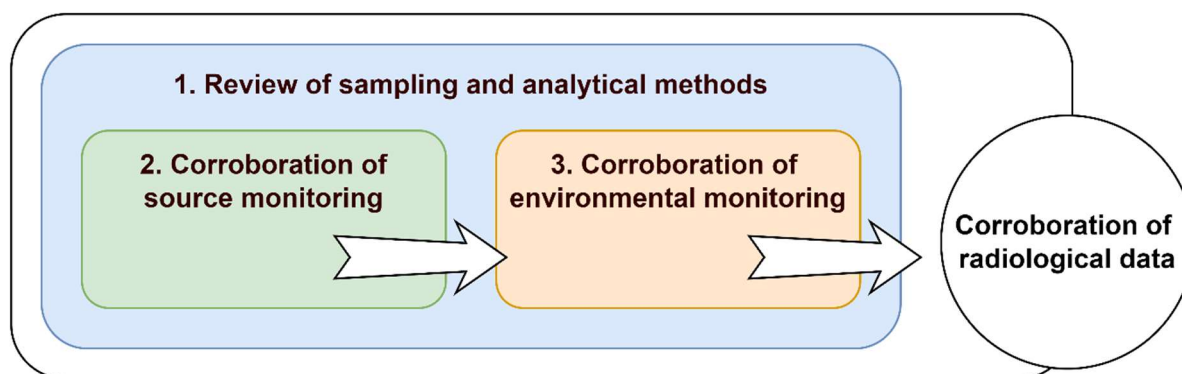 1. Review of sampling and analytical methods
2. Corroboration of
source monitoring
3. Corroboration of
environmental monitoring
Corroboration of
radiological data